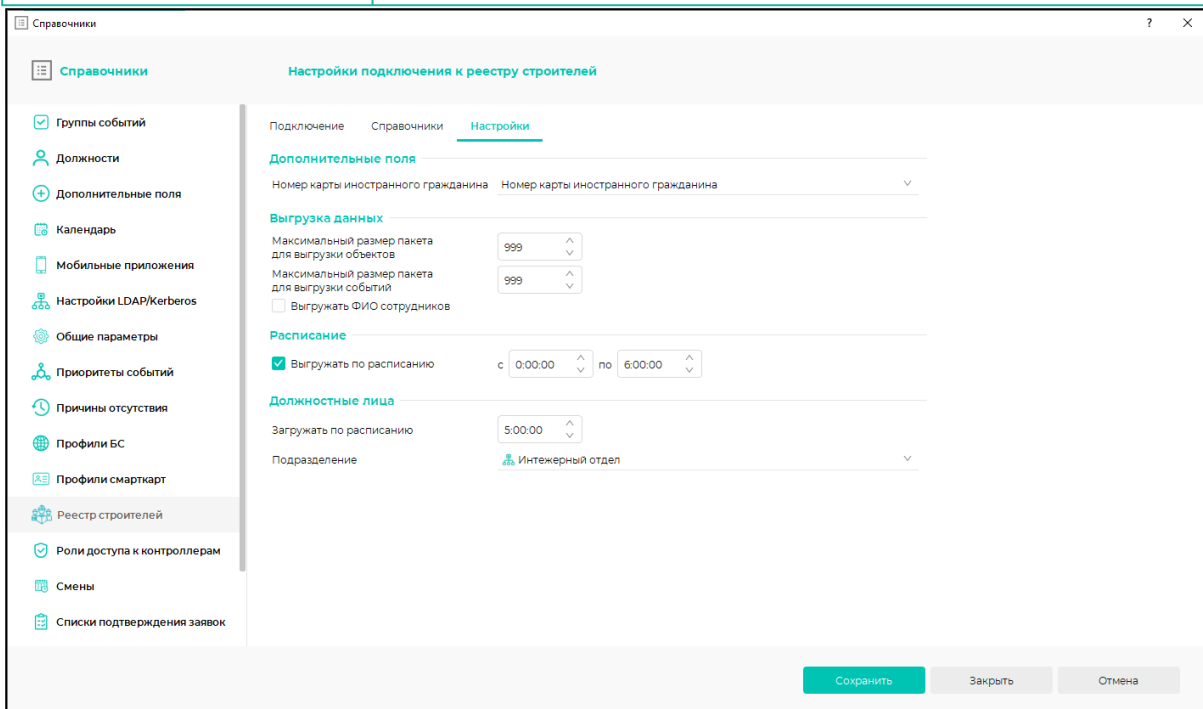 Справочники
?
Справочники
Настройки подключения к реестру строителей
Группы событий
Должности
Дополнительные поля
Календарь
Мобильные приложения
Настройки LDAP/Kerberos
Общие параметры
Приоритеты событий
Причины отсутствия
Профили БС
Профили смарткарт
Реестр строителей
Роли доступа к контроллерам
Смены
Списки подтверждения заявок
Подключение Справочники Настройки
Дополнительные поля
Номер карты иностранного гражданина Номер карты иностранного гражданина
Выгрузка данных
Максимальный размер пакета
для выгрузки объектов
999
Максимальный размер пакета
для выгрузки событий
999
Выгружать ФИО сотрудников
Расписание
Выгружать по расписанию с 0:00:00 по 6:00:00
Должностные лица
Загружать по расписанию 5:00:00
Подразделение Интежерный отдел
Сохранить Закрыть Отмена